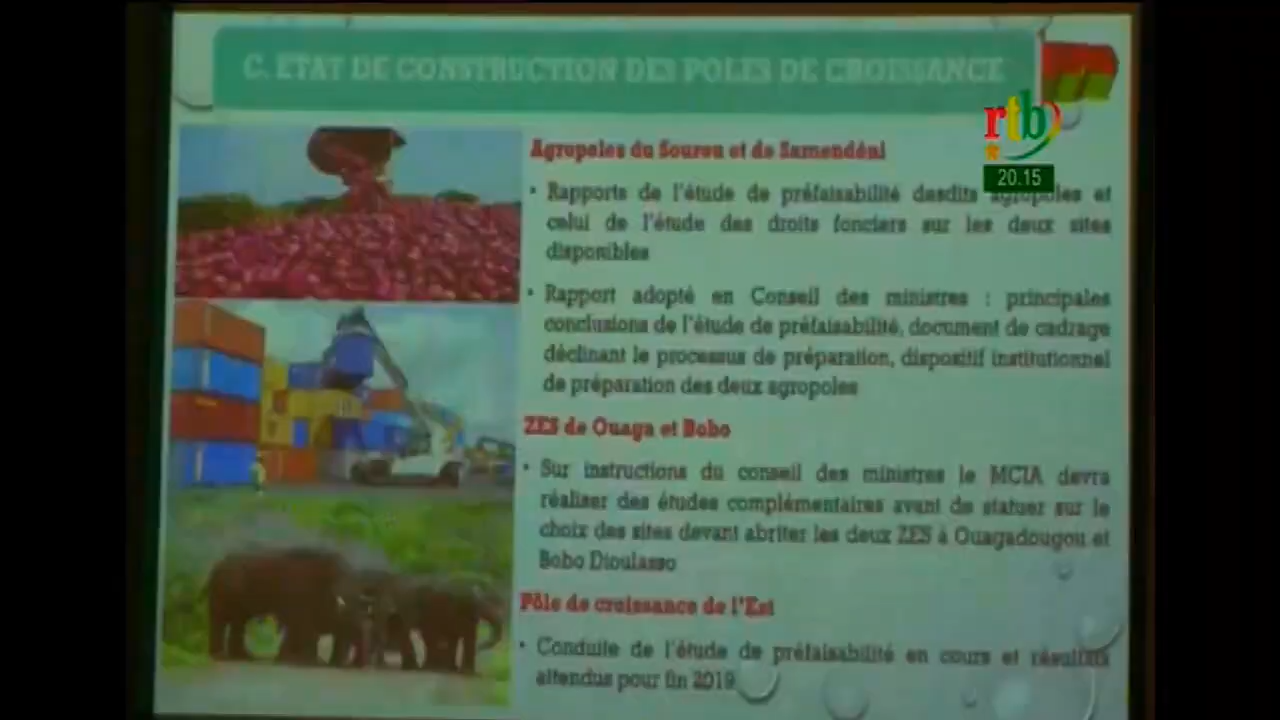 C. ETAT DE CONSTRUCTION DES POLES DE CROISSANCE
rtb
20.15
Agropoles du Sourou et de Samendéni
• Rapports de l'étude de préfaisabilité desdits agropoles et
celui de l'étude des droits fonciers sur les deux sites
disponibles
• Rapport adopté en Conseil des ministres : principales
conclusions de l'étude de préfaisabilité, document de cadrage
déclinant le processus de préparation, dispositif institutionnel
de préparation des deux agropoles
ZES de Ouaga et Bobo
• Sur instructions du conseil des ministres le MCIA devra
réaliser des études complémentaires avant de statuer sur le
choix des sites devant abriter les deux ZES à Ouagadougou et
Bobo Dioulasso
Pôle de croissance de l'Est
• Conduite de l'étude de préfaisabilité en cours et résultats
attendus pour fin 2019